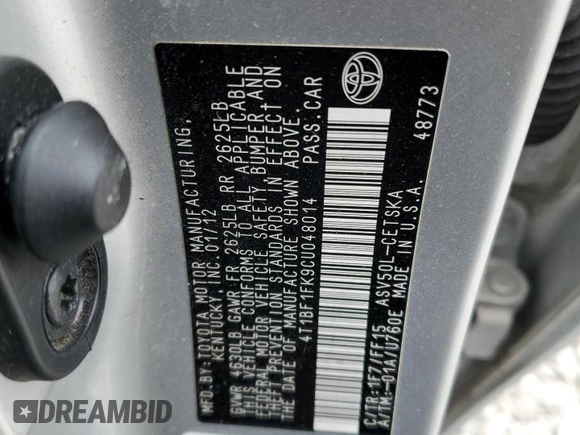 MFD.BY:TOYOTA MOTOR MANUFACTURING,
KENTUCKY, INC. 01/12
GVWR 4630LB GAWR FR 2625LB RR 2625LB
THIS VEHICLE CONFORMS TO ALL APPLICABLE
FEDERAL MOTOR VEHICLE SAFETY, BUMPER, AND
THEFT PREVENTION STANDARDS IN EFFECT ON
THE DATE OF MANUFACTURE SHOWN ABOVE.
4T1BF1FK9CU048014 PASS.CAR
C/TR:1F7/FF15 ASV50L-CETSKA
A/TM:-01A/U760E MADE IN U.S.A. 48773
DREAMBID